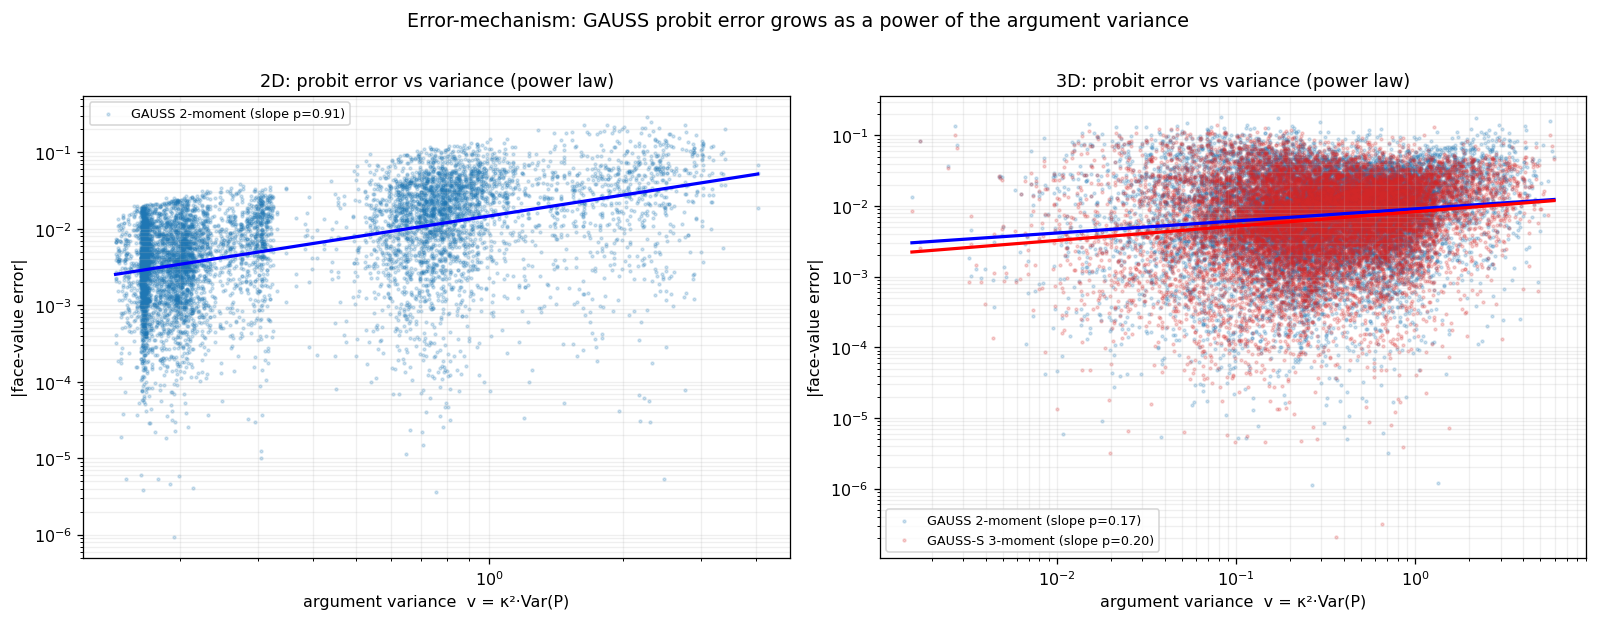 Error-mechanism: GAUSS probit error grows as a power of the argument variance
2D: probit error vs variance (power law)
GAUSS 2-moment (slope p=0.91)
|face-value error|
10⁻¹
10⁻²
10⁻³
10⁻⁴
10⁻⁵
10⁻⁶
10⁰
argument variance v = κ²·Var(P)
3D: probit error vs variance (power law)
|face-value error|
10⁻¹
10⁻²
10⁻³
10⁻⁴
10⁻⁵
10⁻⁶
GAUSS 2-moment (slope p=0.17)
GAUSS-S 3-moment (slope p=0.20)
10⁻²
10⁻¹
10⁰
argument variance v = κ²·Var(P)